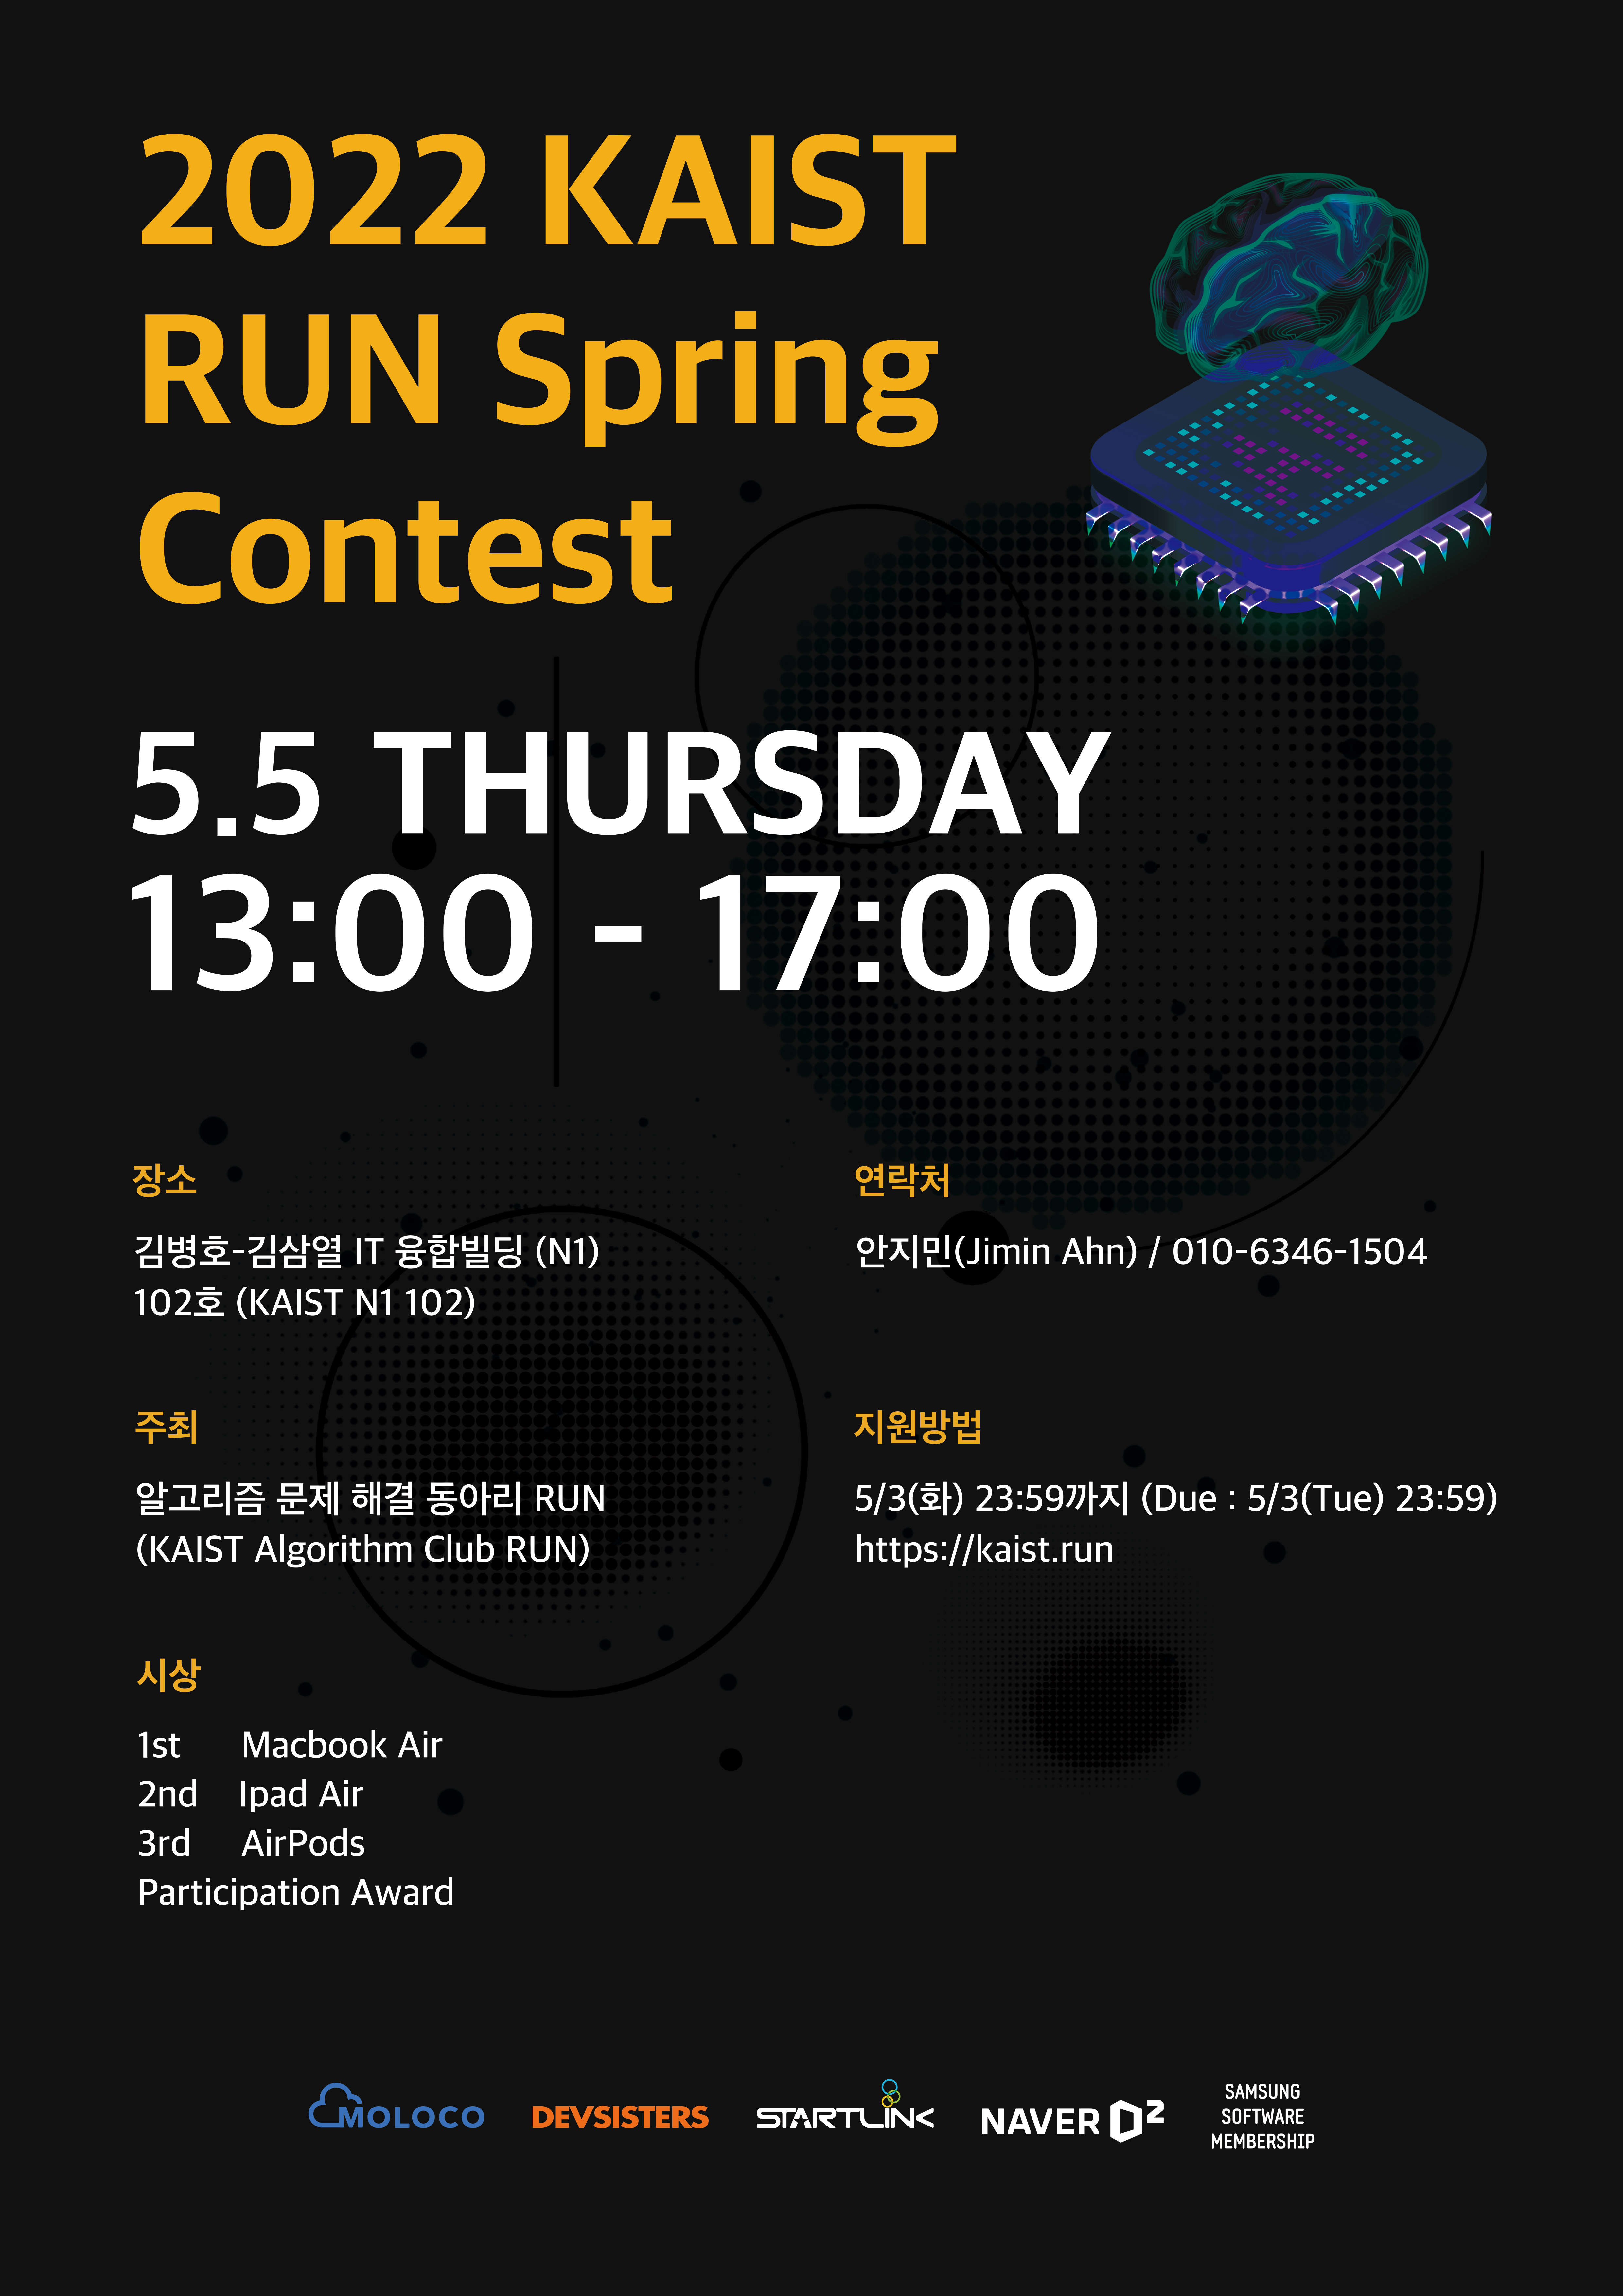 2022 KAIST
RUN Spring
Contest
5.5 THURSDAY
13:00 - 17:00
장소
김병호-김삼열 IT 융합빌딩 (N1)
102호 (KAIST N1 102)
연락처
안지민(Jimin Ahn) / 010-6346-1504
주최
알고리즘 문제 해결 동아리 RUN
(KAIST Algorithm Club RUN)
지원방법
5/3(화) 23:59까지 (Due : 5/3(Tue) 23:59)
https://kaist.run
시상
1st Macbook Air
2nd Ipad Air
3rd AirPods
Participation Award
MOLOCO
DEVSISTERS
STARTLINK
NAVER D2
SAMSUNG
SOFTWARE
MEMBERSHIP